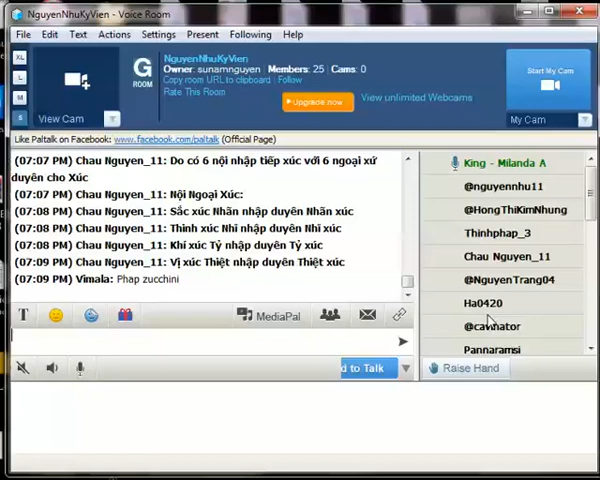 NguyenNhuKyVien - Voice Room
File Edit Text Actions Settings Present Following Help
XL
L
M
S
View Cam
G
ROOM
NguyenNhuKyVien
Owner: sunamnguyen Members: 25 Cams: 0
Copy room URL to clipboard Follow
Rate This Room
Upgrade now
View unlimited Webcams
Start My Cam
My Cam
Like Paltalk on Facebook: www.facebook.com/paltalk (Official Page)
(07:07 PM) Chau Nguyen_11: Do có 6 nội nhập tiếp xúc với 6 ngoại xứ
duyên cho Xúc
(07:07 PM) Chau Nguyen_11: Nội Ngoại Xúc:
(07:08 PM) Chau Nguyen_11: Sắc xúc Nhãn nhập duyên Nhãn xúc
(07:08 PM) Chau Nguyen_11: Thinh xúc Nhĩ nhập duyên Nhĩ xúc
(07:08 PM) Chau Nguyen_11: Khí xúc Tỷ nhập duyên Tỷ xúc
(07:09 PM) Chau Nguyen_11: Vị xúc Thiệt nhập duyên Thiệt xúc
(07:09 PM) Vimala: Phap zucchini
King - Milanda A
@nguyennhu11
@HongThiKimNhung
Thinhphap_3
Chau Nguyen_11
@NguyenTrang04
Ha0420
Pannaramsi
T
MediaPal
d to Talk
Raise Hand